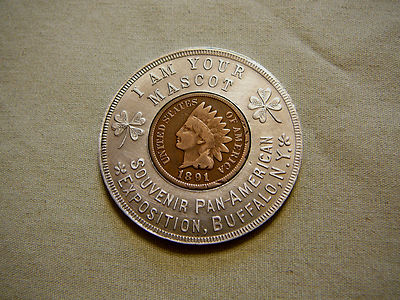 I AM YOUR
MASCOT
UNITED STATES OF AMERICA
1891
SOUVENIR PAN-AMERICAN
EXPOSITION, BUFFALO, N.Y.